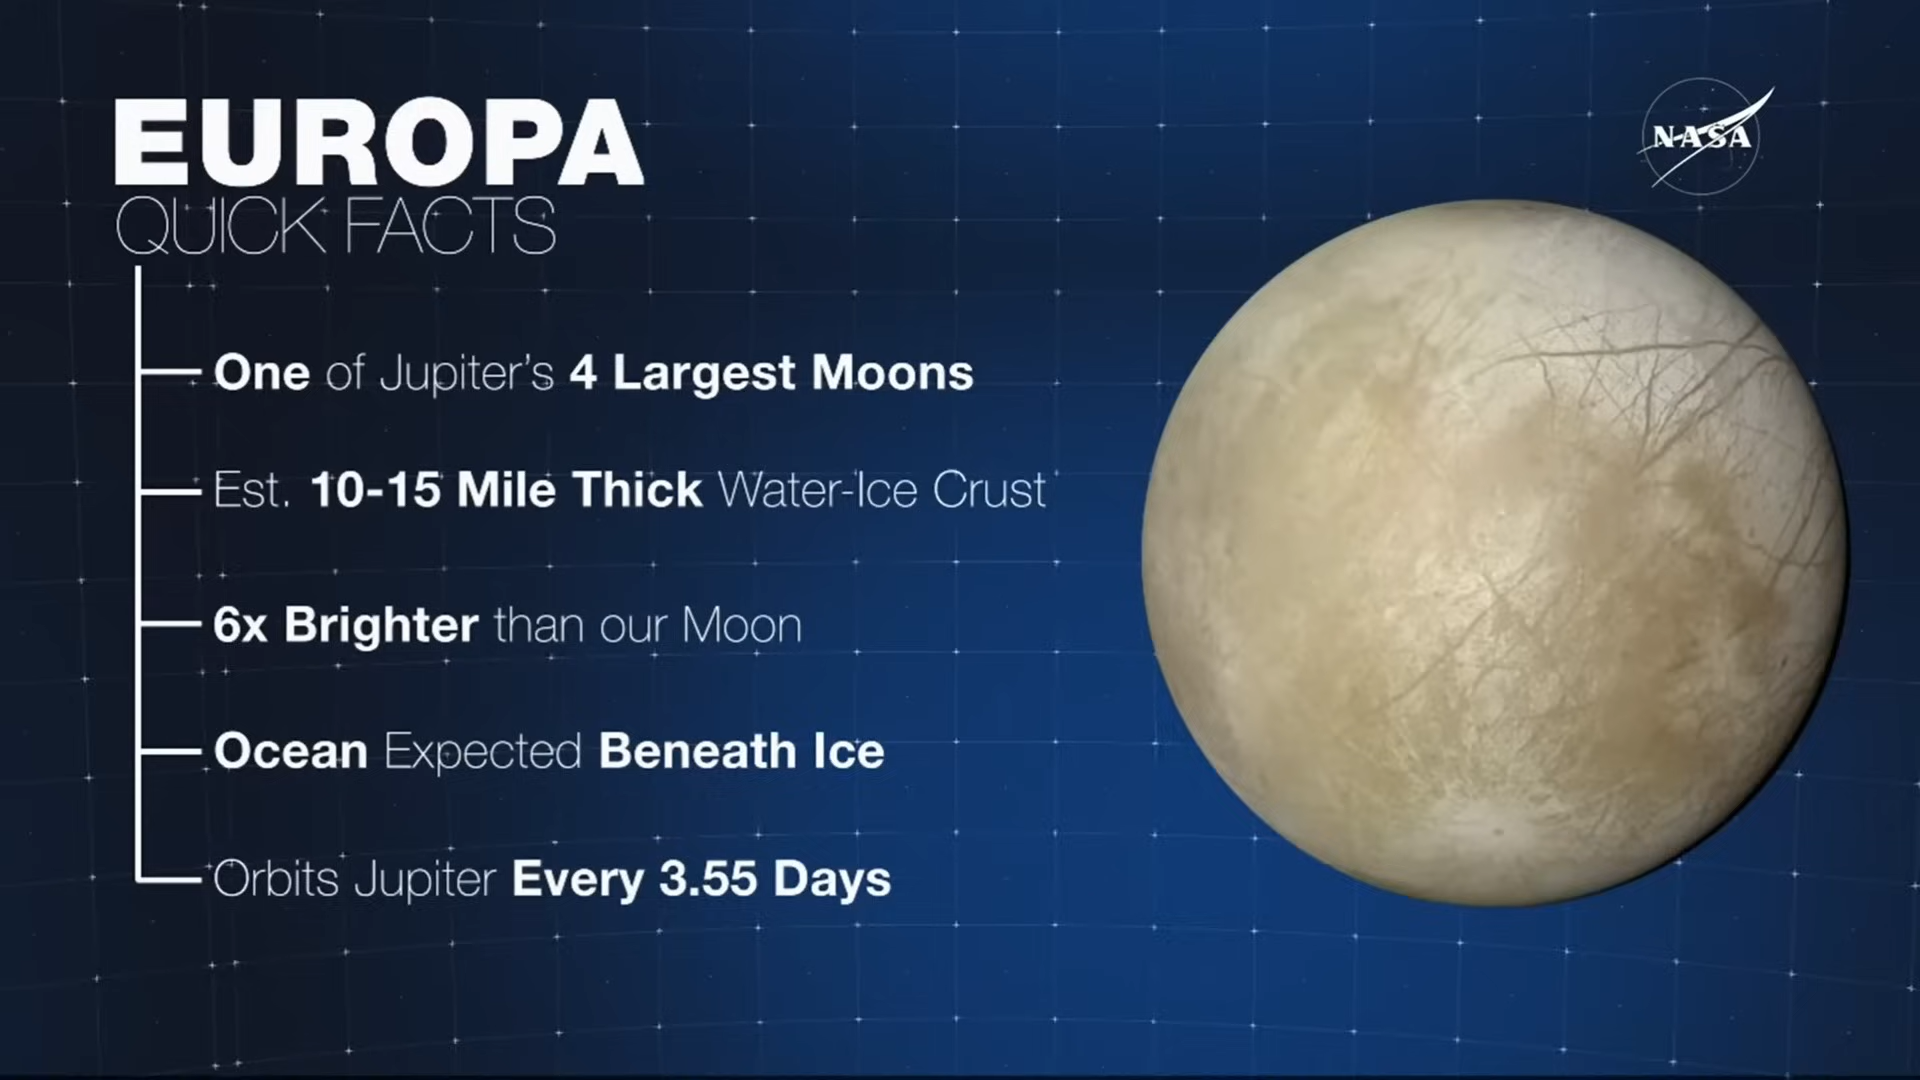 EUROPA
QUICK FACTS
NASA
One of Jupiter's 4 Largest Moons
Est. 10-15 Mile Thick Water-Ice Crust
6x Brighter than our Moon
Ocean Expected Beneath Ice
Orbits Jupiter Every 3.55 Days